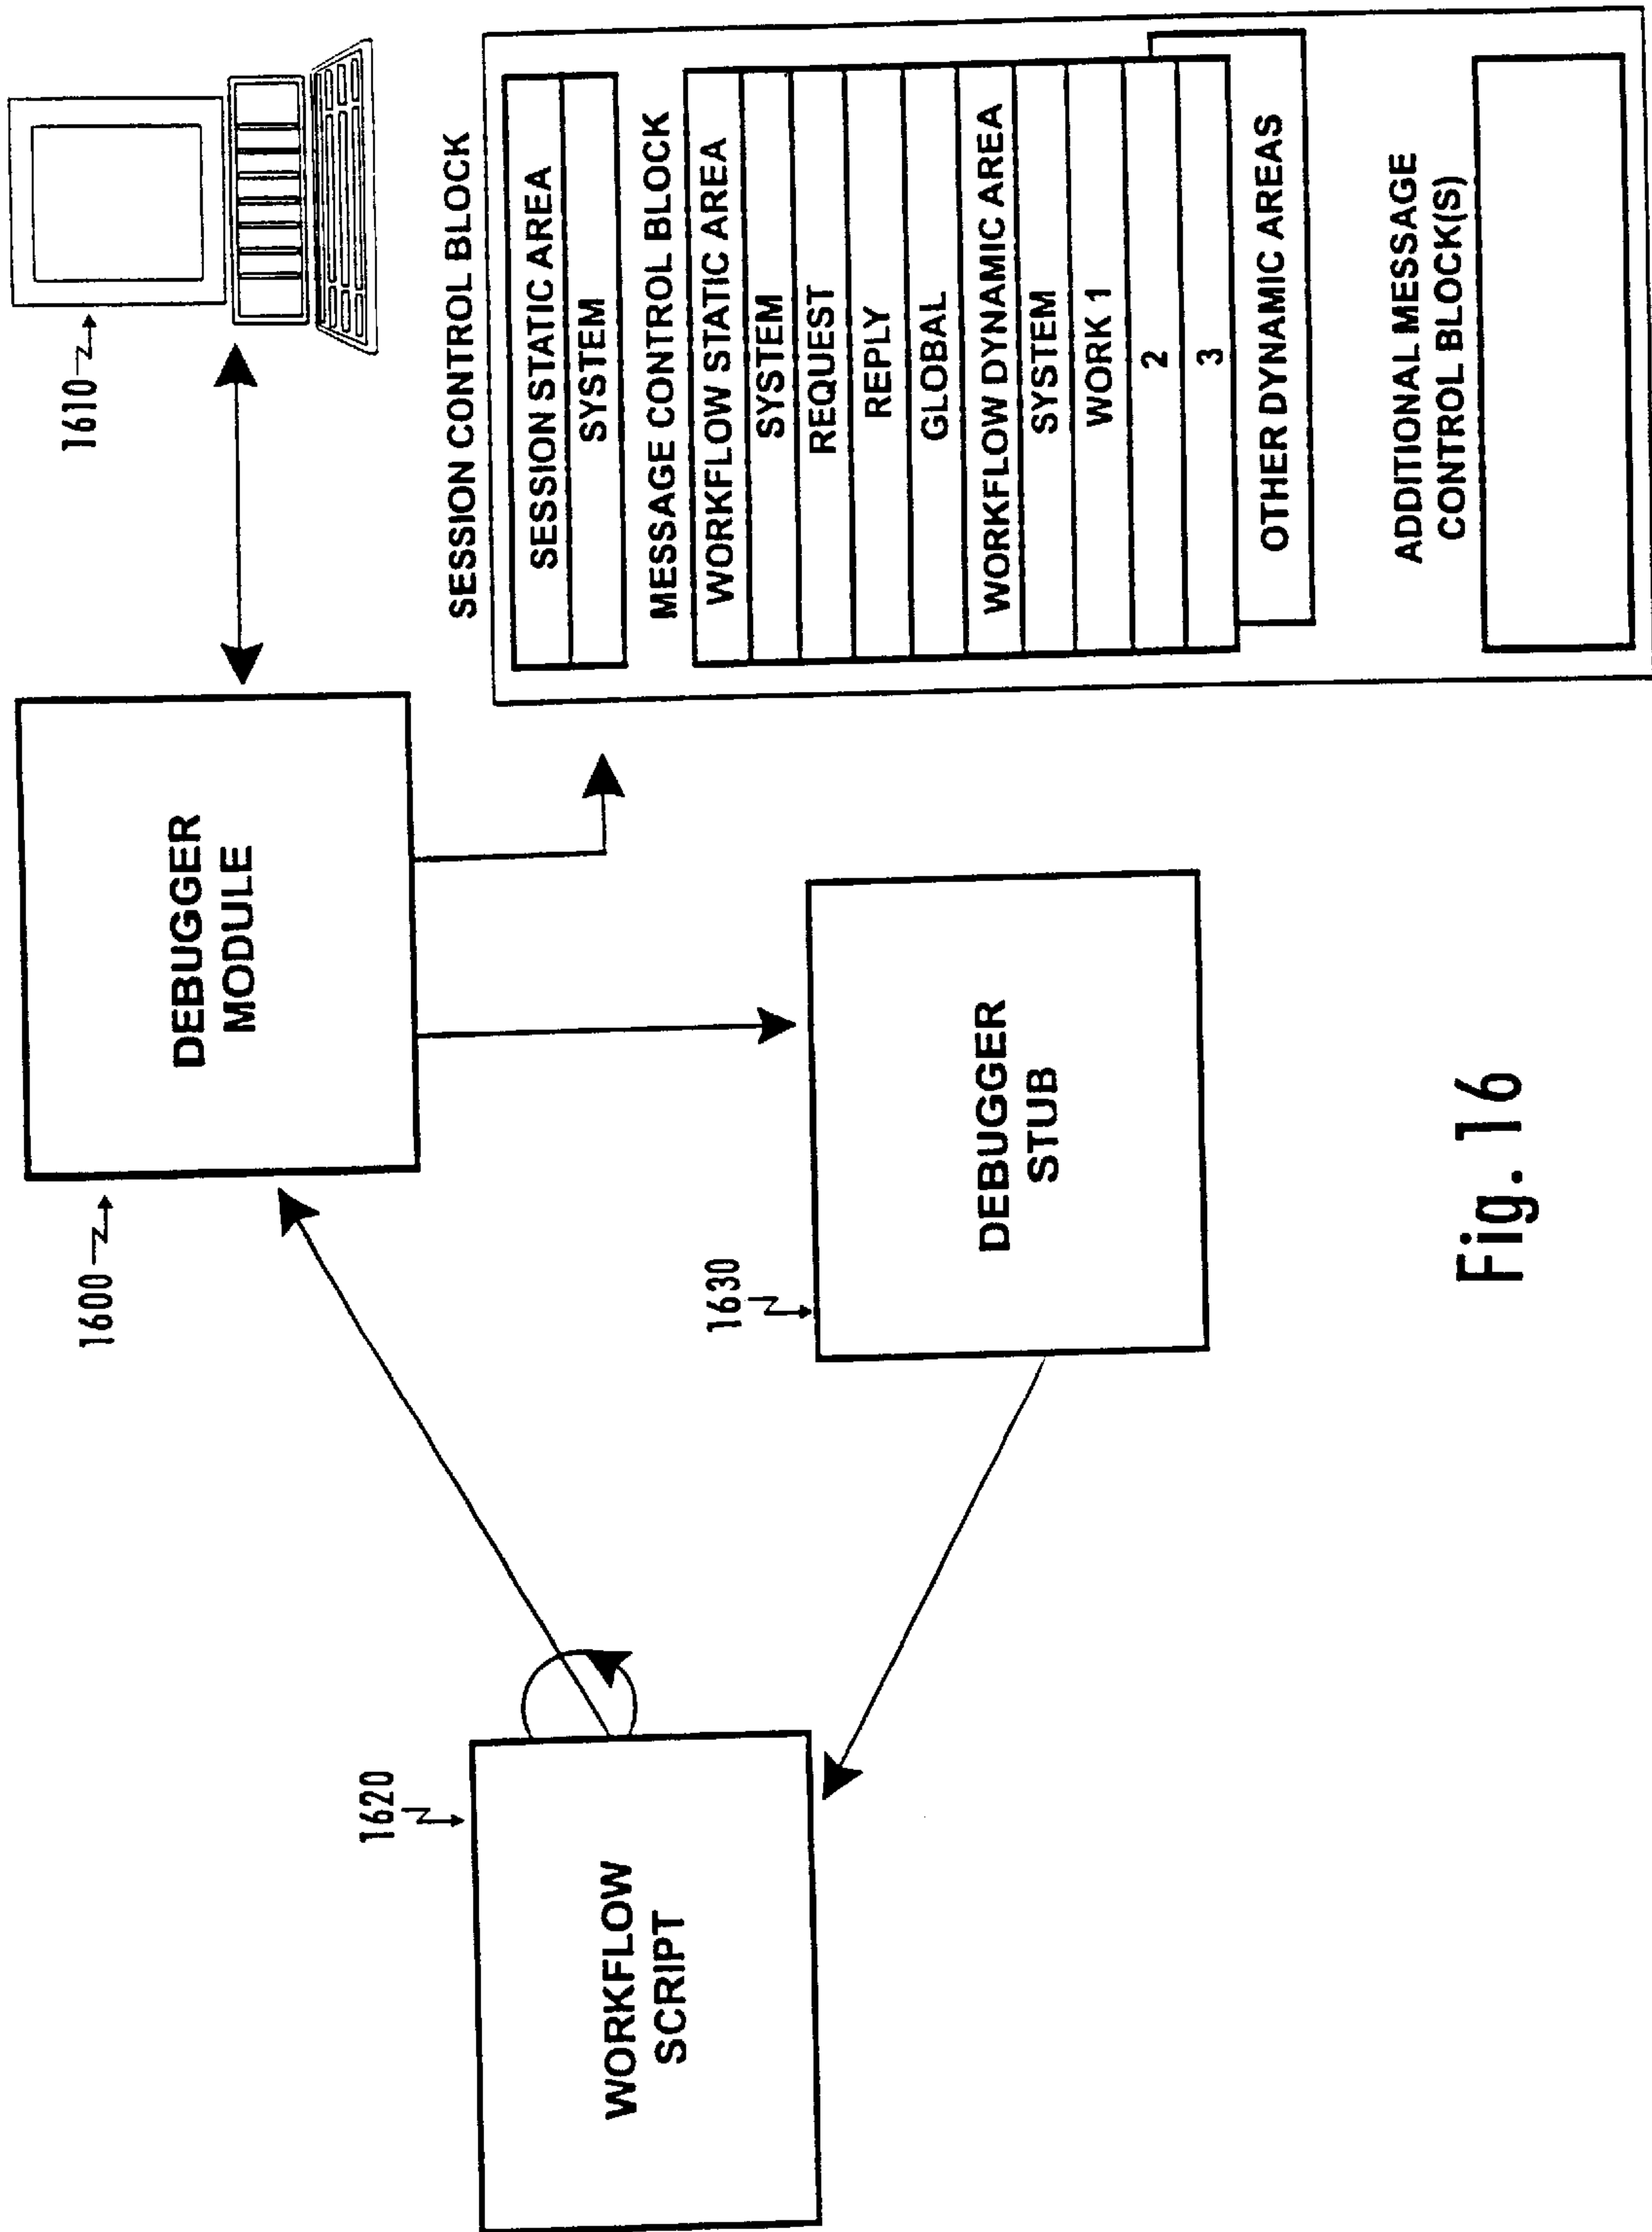 1600
DEBUGGER
MODULE
1610
1620
WORKFLOW
SCRIPT
1630
DEBUGGER
STUB
SESSION CONTROL BLOCK
SESSION STATIC AREA
SYSTEM
MESSAGE CONTROL BLOCK
WORKFLOW STATIC AREA
SYSTEM
REQUEST
REPLY
GLOBAL
WORKFLOW DYNAMIC AREA
SYSTEM
WORK 1
2
3
OTHER DYNAMIC AREAS
ADDITIONAL MESSAGE
CONTROL BLOCK(S)
Fig. 16